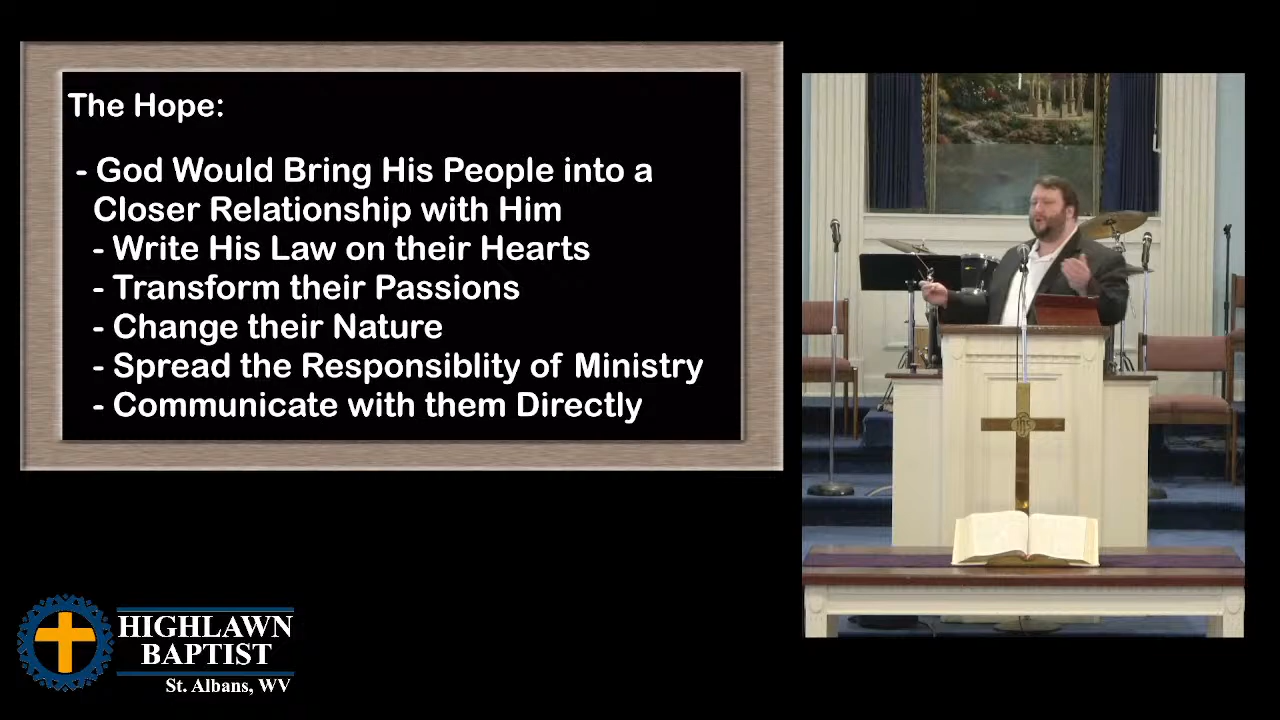 The Hope:
- God Would Bring His People into a
Closer Relationship with Him
- Write His Law on their Hearts
- Transform their Passions
- Change their Nature
- Spread the Responsiblity of Ministry
- Communicate with them Directly
HIGHLAWN
BAPTIST
St. Albans, WV